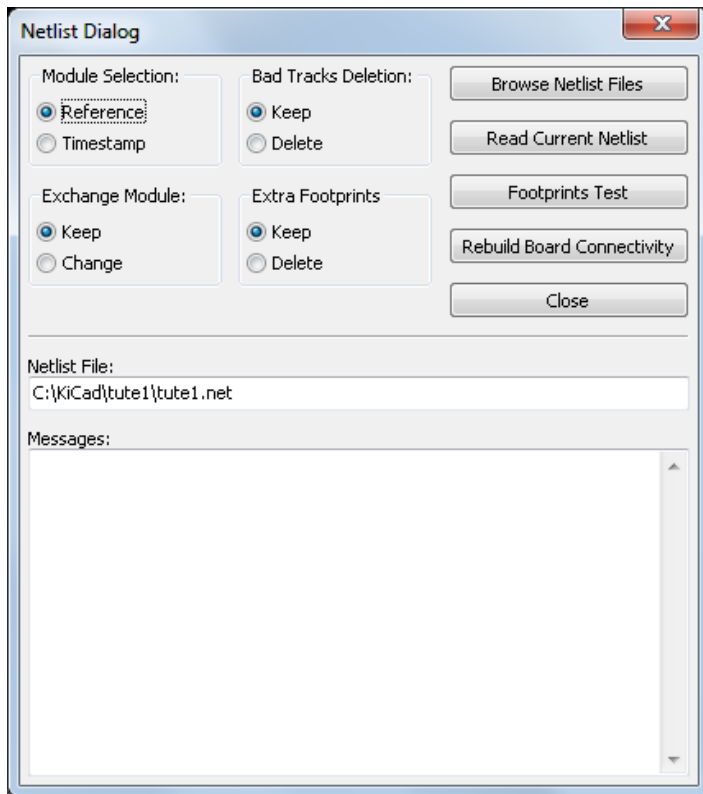 Netlist Dialog
Module Selection:
Reference
Timestamp
Bad Tracks Deletion:
Keep
Delete
Exchange Module:
Keep
Change
Extra Footprints
Keep
Delete
Browse Netlist Files
Read Current Netlist
Footprints Test
Rebuild Board Connectivity
Close
Netlist File:
C:\KiCad\tute1\tute1.net
Messages: